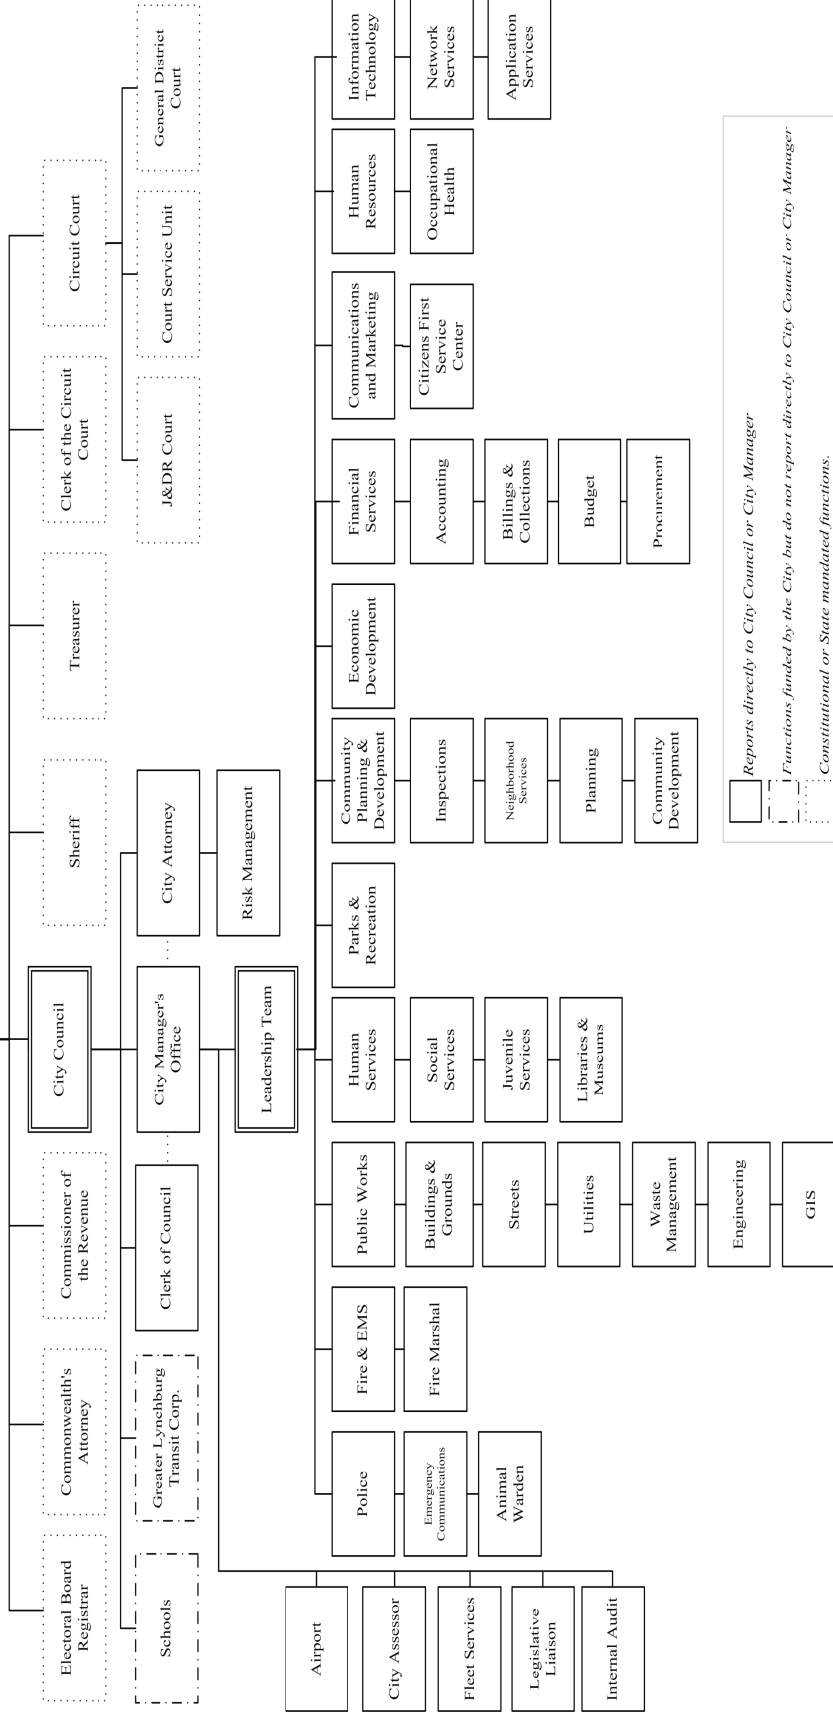 Electoral Board
Registrar
Commonwealth's
Attorney
Commissioner of
the Revenue
City Council
Sheriff
Treasurer
Clerk of the Circuit
Court
Circuit Court
Schools
Greater Lynchburg
Transit Corp.
Clerk of Council
City Manager's
Office
City Attorney
Risk Management
J&DR Court
Court Service Unit
General District
Court
Leadership Team
Airport
City Assessor
Fleet Services
Legislative
Liaison
Internal Audit
Police
Emergency
Communications
Animal
Warden
Fire & EMS
Fire Marshal
Public Works
Buildings &
Grounds
Streets
Utilities
Waste
Management
Engineering
GIS
Human
Services
Social
Services
Juvenile
Services
Libraries &
Muscums
Parks &
Recreation
Community
Planning &
Development
Inspections
Neighborhood
Services
Planning
Community
Development
Economic
Development
Financial
Services
Accounting
Billings &
Collections
Budget
Procurement
Communications
and Marketing
Citizens First
Service
Center
Human
Resources
Occupational
Health
Information
Technology
Network
Services
Application
Services
Reports directly to City Council or City Manager
Functions funded by the City but do not report directly to City Council or City Manager
Constitutional or State mandated functions.